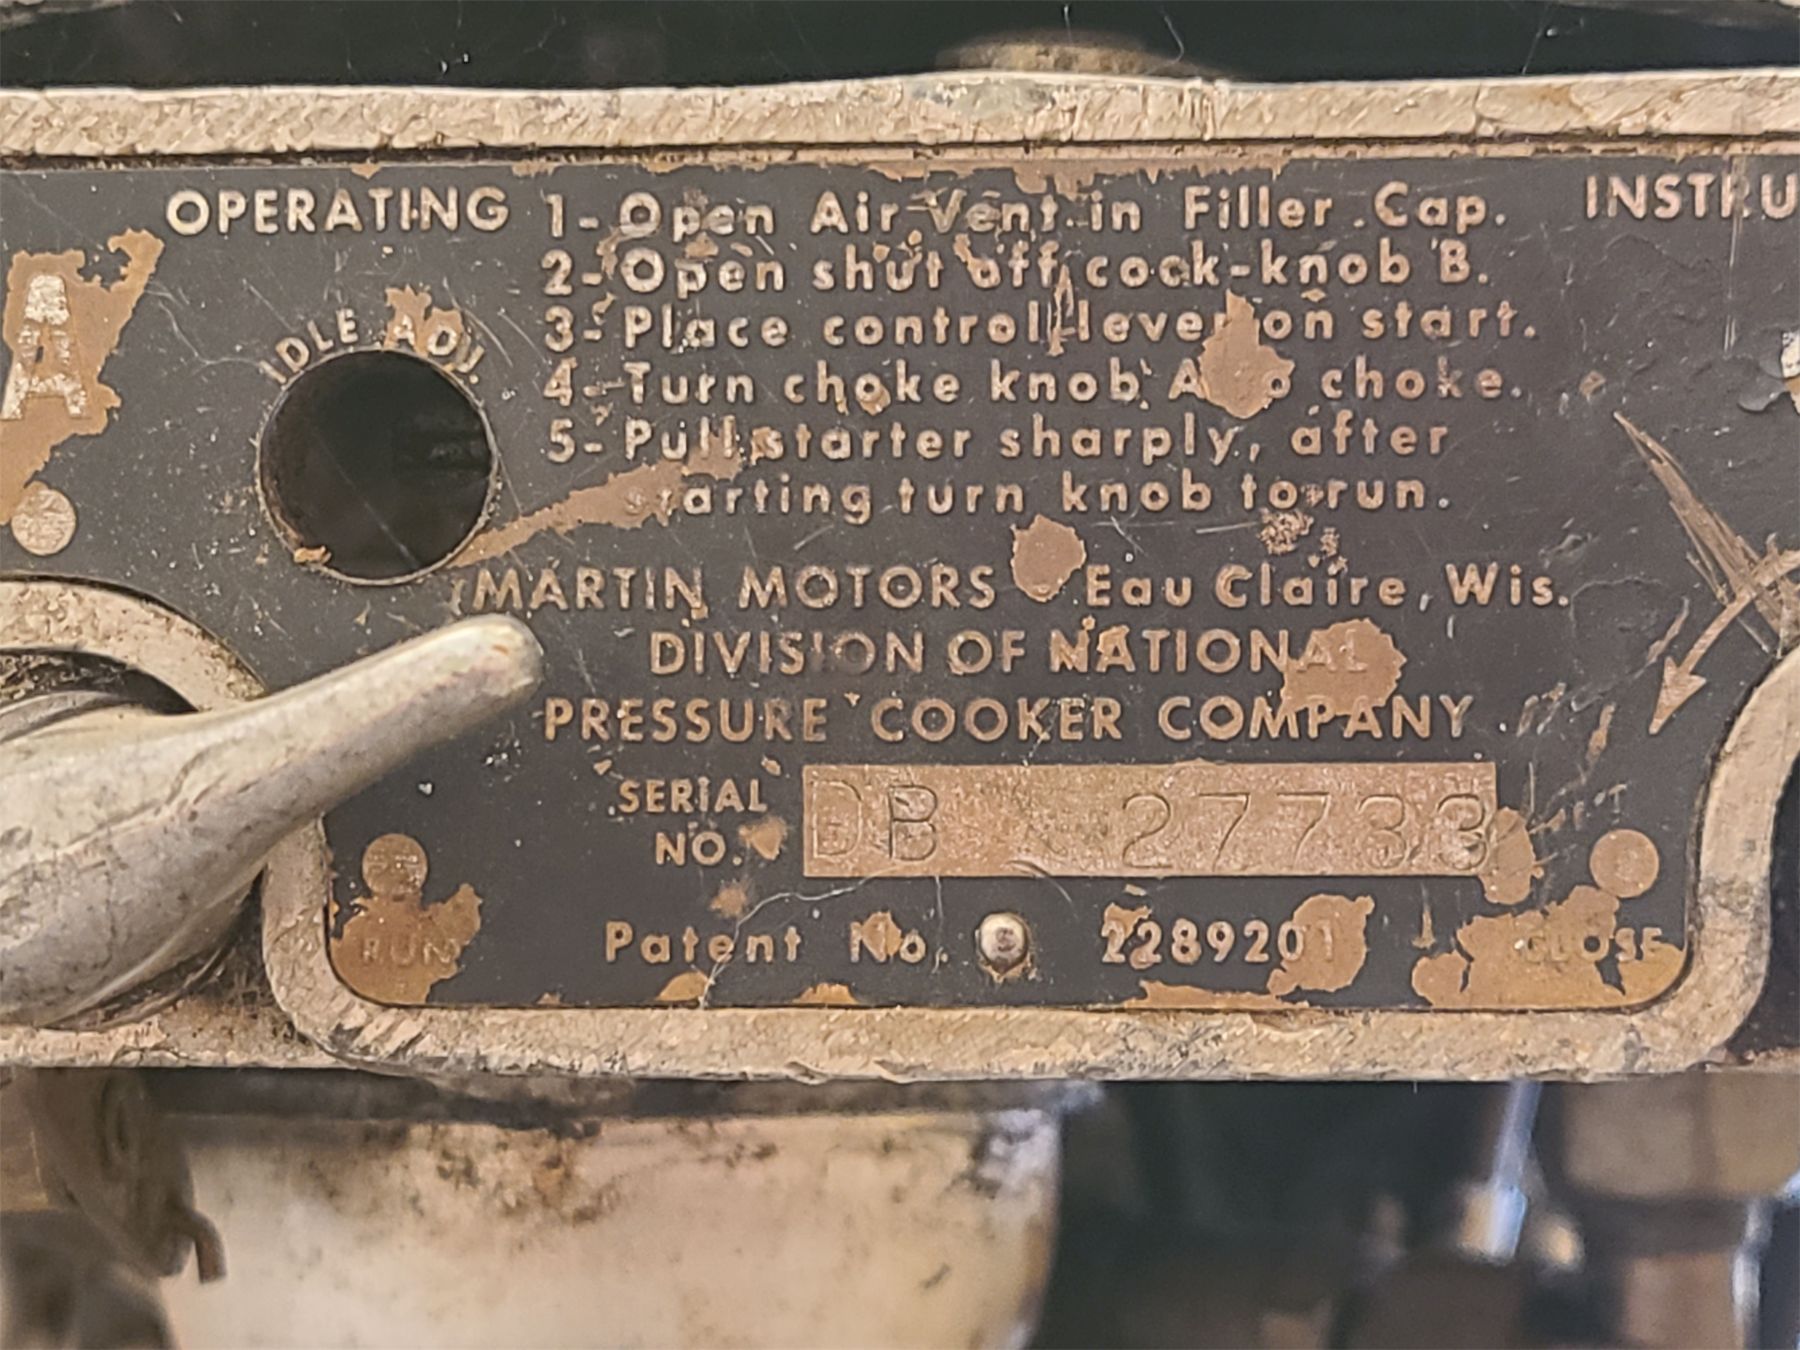 OPERATING
INSTRU
1- Open Air Vent in Filler Cap.
2- Open shut off cock-knob B.
3- Place control lever on start.
4- Turn choke knob A to choke.
5- Pull starter sharply, after
starting turn knob to run.
A
IDLE ADJ.
MARTIN MOTORS Eau Claire, Wis.
DIVISION OF NATIONAL
PRESSURE COOKER COMPANY
SERIAL
NO.
DB 27733
RUN
Patent No. 2289201
CLOSE